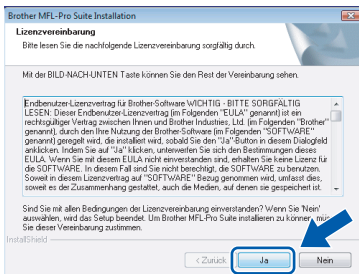 Brother MFL-Pro Suite Installation
Lizenzvereinbarung
Bitte lesen Sie die nachfolgende Lizenzvereinbarung sorgfältig durch.
Mit der BILD-NACH-UNTEN Taste können Sie den Rest der Vereinbarung sehen.
Endbenutzer-Lizenzvertrag für Brother-Software WICHTIG - BITTE SORGFÄLTIG
LESEN: Dieser Endbenutzer-Lizenzvertrag (im Folgenden "EULA" genannt) ist ein
rechtsgültiger Vertrag zwischen Ihnen und Brother Industries, Ltd. (im Folgenden "Brother"
genannt), durch den Ihre Nutzung der Brother-Software (im Folgenden "SOFTWARE"
genannt) geregelt wird, die installiert wird, sobald Sie den "Ja"-Button in diesem Dialogfeld
anklicken. Indem Sie auf "Ja" klicken, unterwerfen Sie sich den Bestimmungen dieses
EULA. Wenn Sie mit diesem EULA nicht einverstanden sind, erhalten Sie keine Lizenz für
die SOFTWARE. In diesem Fall sind Sie nicht berechtigt, die SOFTWARE zu benutzen.
Soweit in diesem Lizenzvertrag auf "SOFTWARE" Bezug genommen wird, umfasst dies,
soweit es der Zusammenhang gestattet, auch die Medien, auf denen sie gespeichert ist.
Sind Sie mit allen Bedingungen der Lizenzvereinbarung einverstanden? Wenn Sie 'Nein'
auswählen, wird das Setup beendet. Um Brother MFL-Pro Suite installieren zu können,
Sie dieser Vereinbarung zustimmen.
InstallShield
< Zurück
Ja
Nein